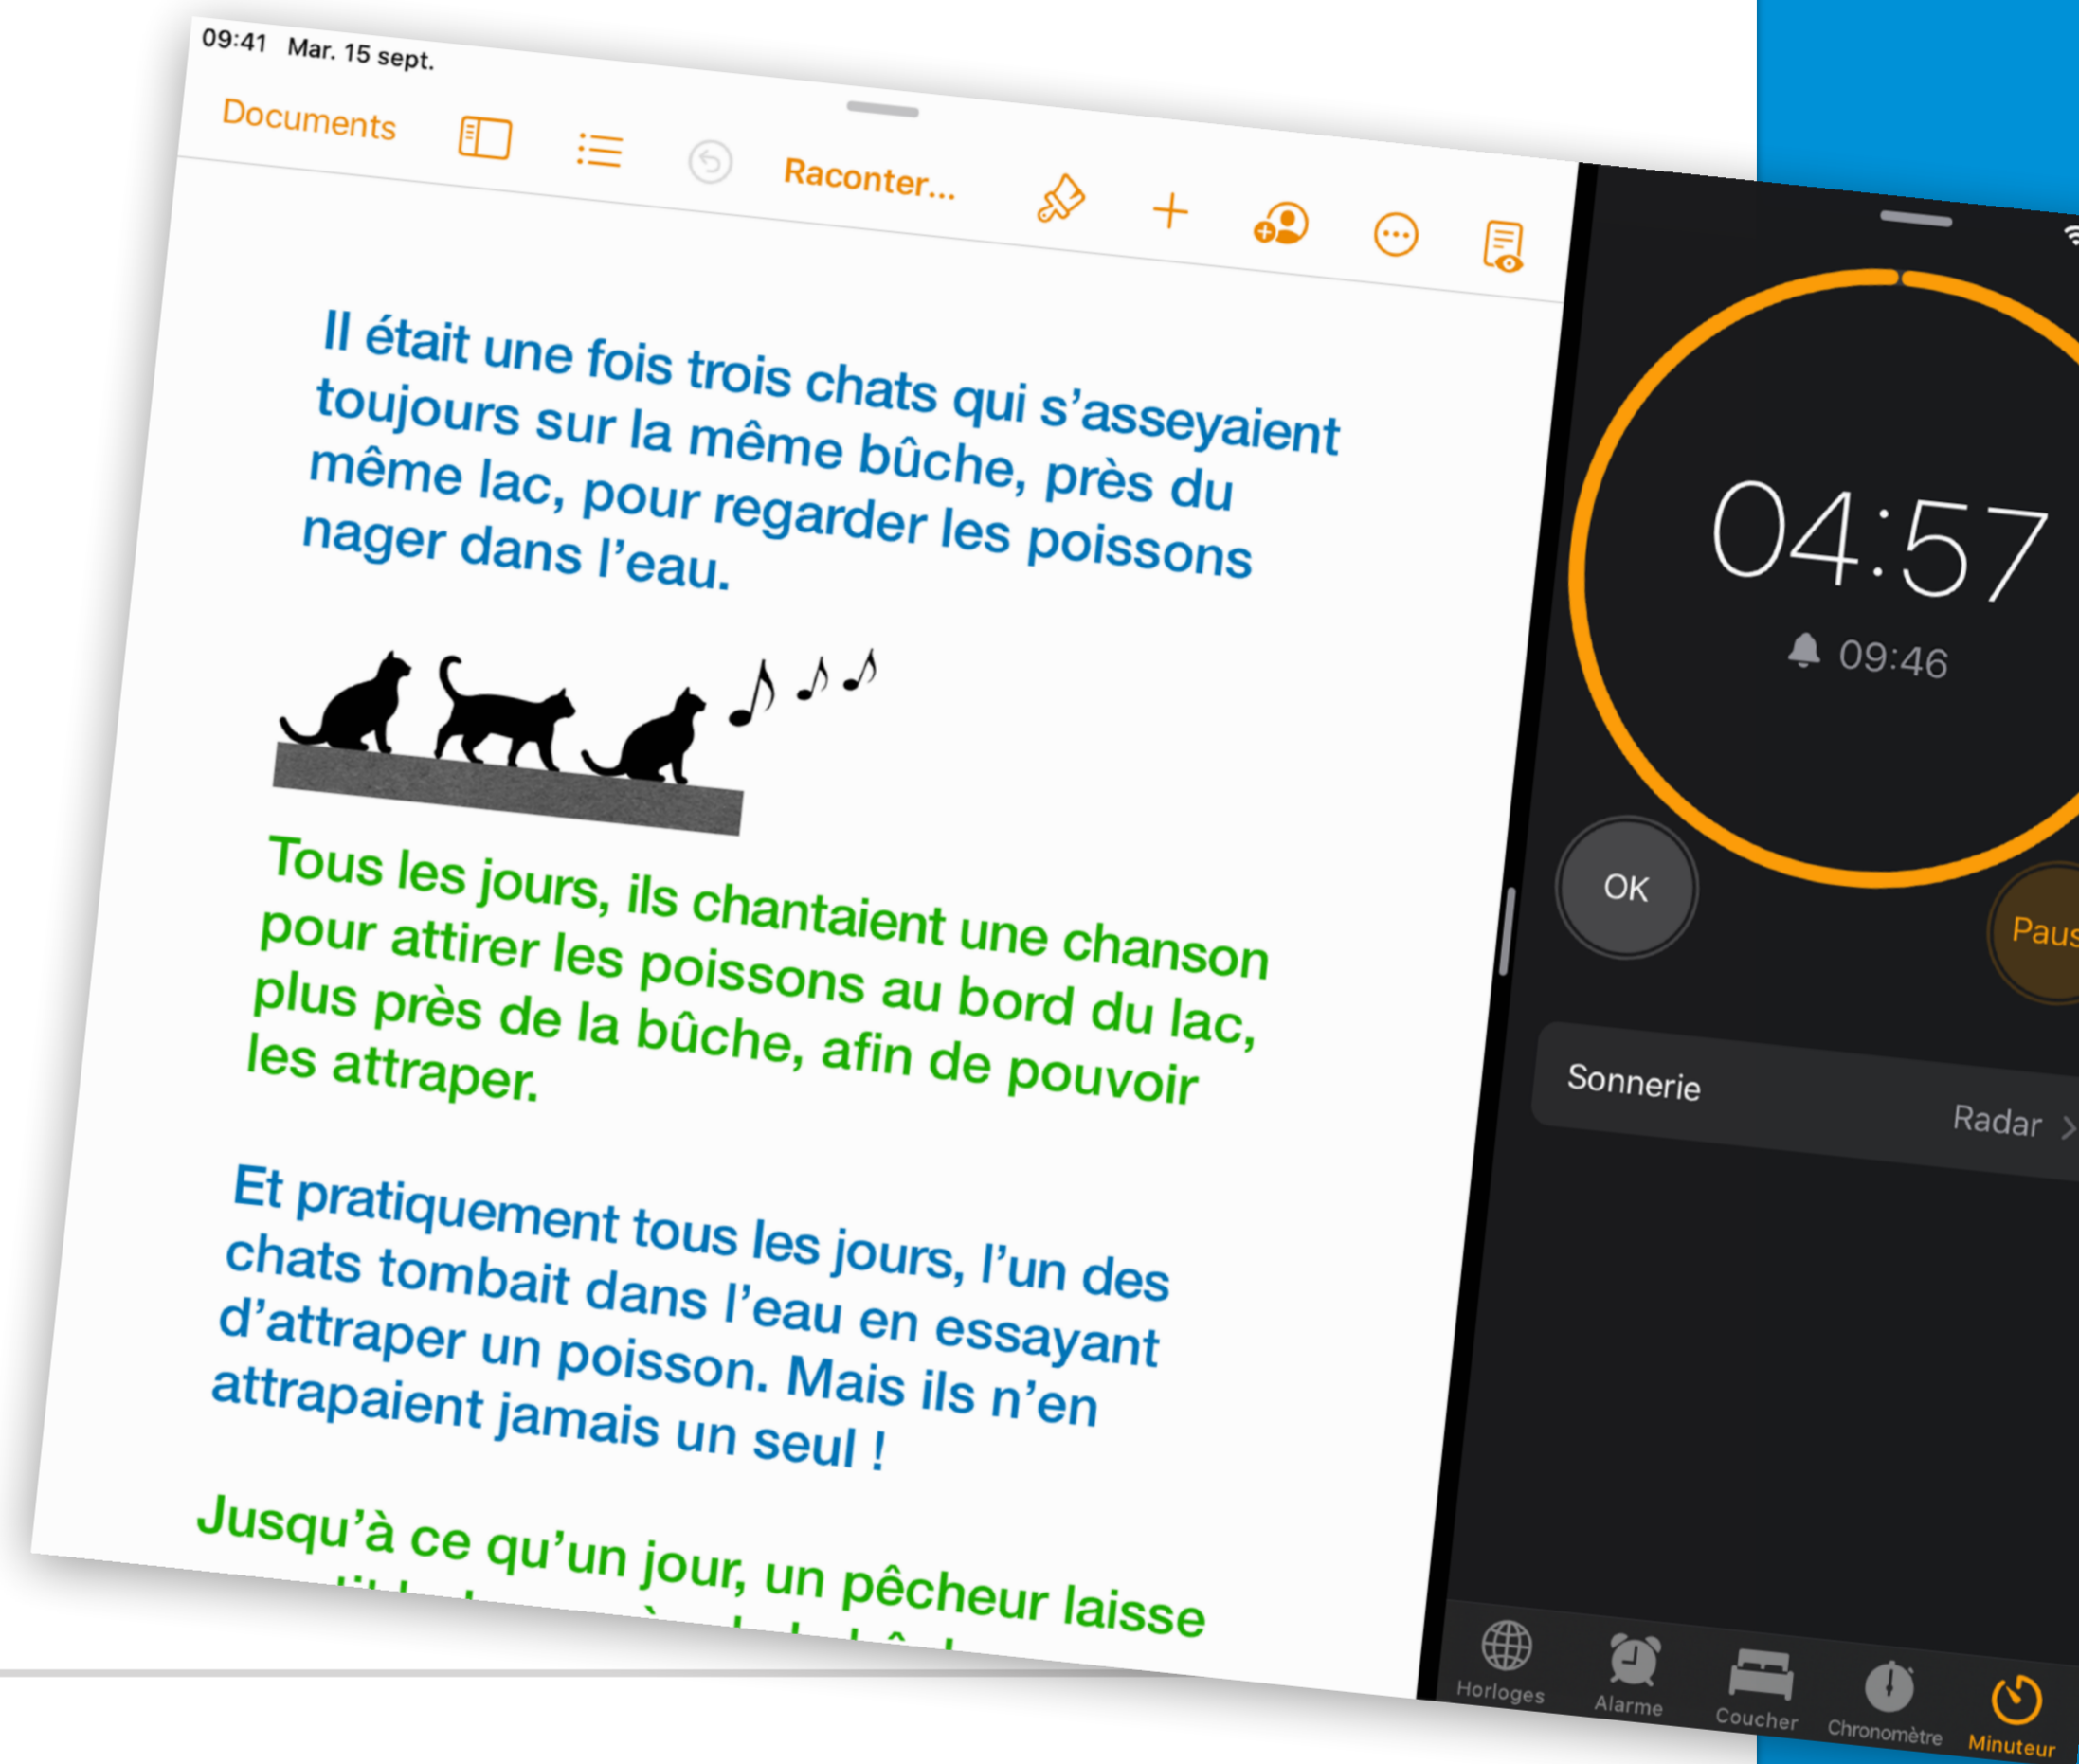 09:41 Mar. 15 sept.
Documents
Raconter...
Il était une fois trois chats qui s’asseyaient
toujours sur la même bûche, près du
même lac, pour regarder les poissons
nager dans l’eau.
Tous les jours, ils chantaient une chanson
pour attirer les poissons au bord du lac,
plus près de la bûche, afin de pouvoir
les attraper.
Et pratiquement tous les jours, l’un des
chats tombait dans l’eau en essayant
d’attraper un poisson. Mais ils n’en
attrapaient jamais un seul !
Jusqu’à ce qu’un jour, un pêcheur laisse
04:57
09:46
OK
Paus
Sonnerie
Radar
Horloges
Alarme
Coucher
Chronomètre
Minuteur